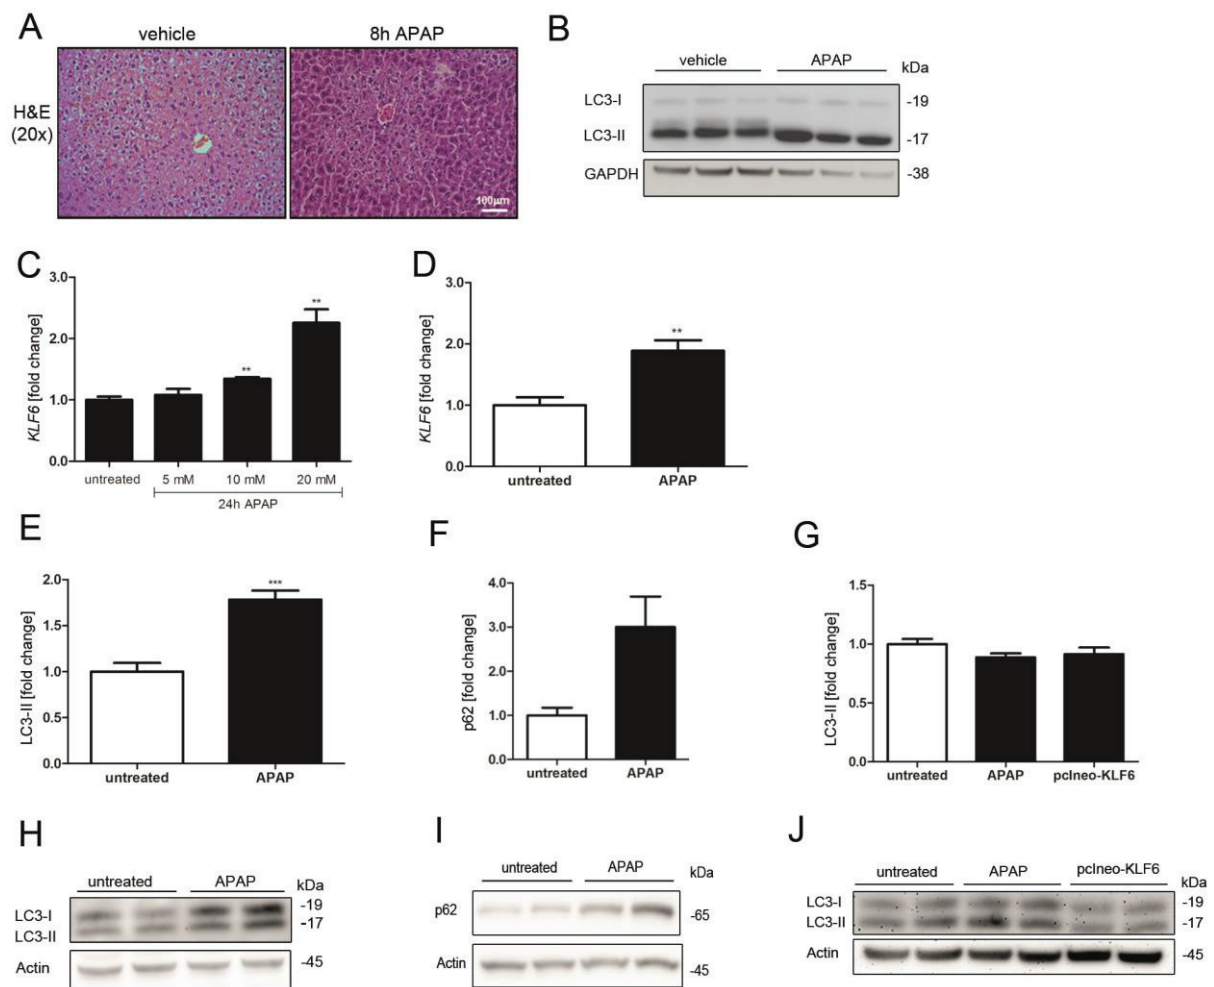 A
vehicle
8h APAP
H&E
(20x)
100µm
B
vehicle
APAP
kDa
LC3-I
-19
LC3-II
-17
GAPDH
-38
C
KLF6 [fold change]
3.0
2.0
1.0
0.0
**
**
untreated
5 mM
10 mM
20 mM
24h APAP
D
KLF6 [fold change]
3.0
2.0
1.0
0.0
**
untreated
APAP
E
LC3-II [fold change]
2.0
1.5
1.0
0.5
0.0
***
untreated
APAP
F
p62 [fold change]
4.0
3.0
2.0
1.0
0.0
untreated
APAP
G
LC3-II [fold change]
1.5
1.0
0.5
0.0
untreated
APAP
pclneo-KLF6
H
untreated
APAP
kDa
LC3-I
-19
LC3-II
-17
Actin
-45
I
untreated
APAP
kDa
p62
-65
Actin
-45
J
untreated
APAP
pclneo-KLF6
kDa
LC3-I
-19
LC3-II
-17
Actin
-45